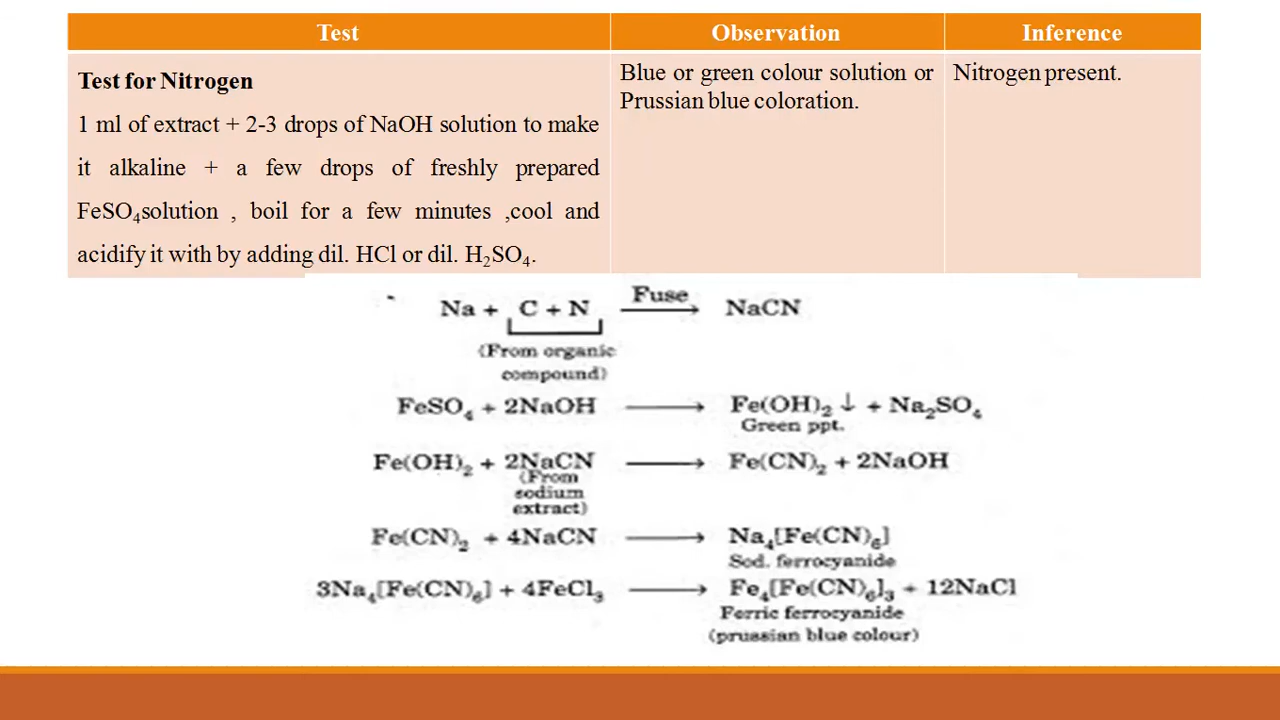 Test Observation Inference
Test for Nitrogen
1 ml of extract + 2-3 drops of NaOH solution to make
it alkaline + a few drops of freshly prepared
FeSO₄solution , boil for a few minutes ,cool and
acidify it with by adding dil. HCl or dil. H₂SO₄.
Blue or green colour solution or
Prussian blue coloration.
Nitrogen present.
Na + C + N Fuse NaCN
(From organic
compound)
FeSO₄ + 2NaOH → Fe(OH)₂ ↓ + Na₂SO₄
Green ppt.
Fe(OH)₂ + 2NaCN → Fe(CN)₂ + 2NaOH
(From
sodium
extract)
Fe(CN)₂ + 4NaCN → Na₄[Fe(CN)₆]
Sod. ferrocyanide
3Na₄[Fe(CN)₆] + 4FeCl₃ → Fe₄[Fe(CN)₆]₃ + 12NaCl
Ferric ferrocyanide
(prussian blue colour)